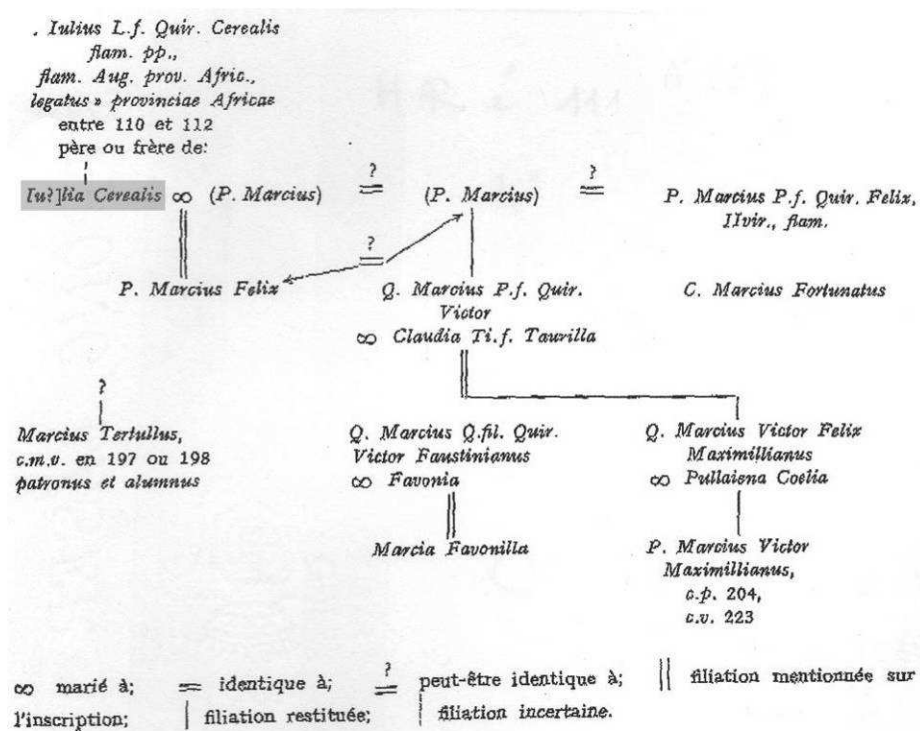 . Iulius L.f. Quir. Cerealis
flam. pp.,
flam. Aug. prov. Afric.,
legatus » provinciae Africae
entre 110 et 112
père ou frère de:
Iu?]lia Cerealis ∞ (P. Marcius) ?= (P. Marcius) ?= P. Marcius P.f. Quir. Felix,
IIvir., flam.
?=
P. Marcius Felix
Q. Marcius P.f. Quir.
Victor
∞ Claudia Ti.f. Taurilla
C. Marcius Fortunatus
?
Marcius Tertullus,
c.m.v. en 197 ou 198
patronus et alumnus
Q. Marcius Q.fil. Quir.
Victor Faustinianus
∞ Favonia
Marcia Favonilla
Q. Marcius Victor Felix
Maximillianus
∞ Pullaiena Coelia
P. Marcius Victor
Maximillianus,
c.p. 204,
c.v. 223
∞ marié à; = identique à; ?= peut-être identique à; || filiation mentionnée sur
l'inscription; | filiation restituée; ¦ filiation incertaine.